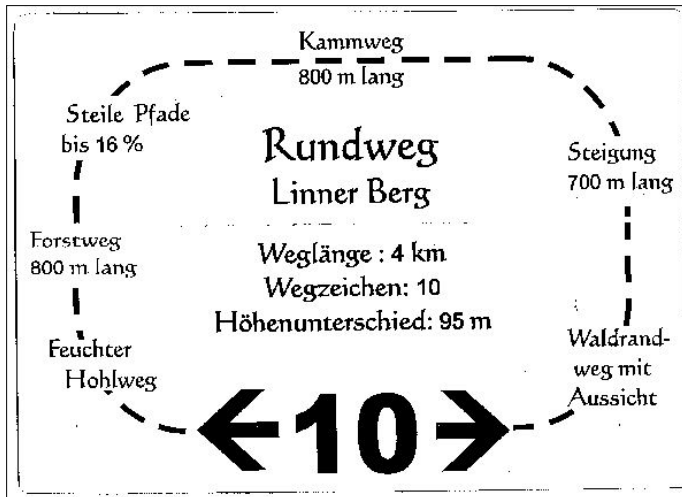 Kammweg
800 m lang
Steile Pfade
bis 16 %
Rundweg
Linner Berg
Steigung
700 m lang
Forstweg
800 m lang
Weglänge : 4 km
Wegzeichen: 10
Höhenunterschied: 95 m
Feuchter
Hohlweg
Waldrand-
weg mit
Aussicht
10